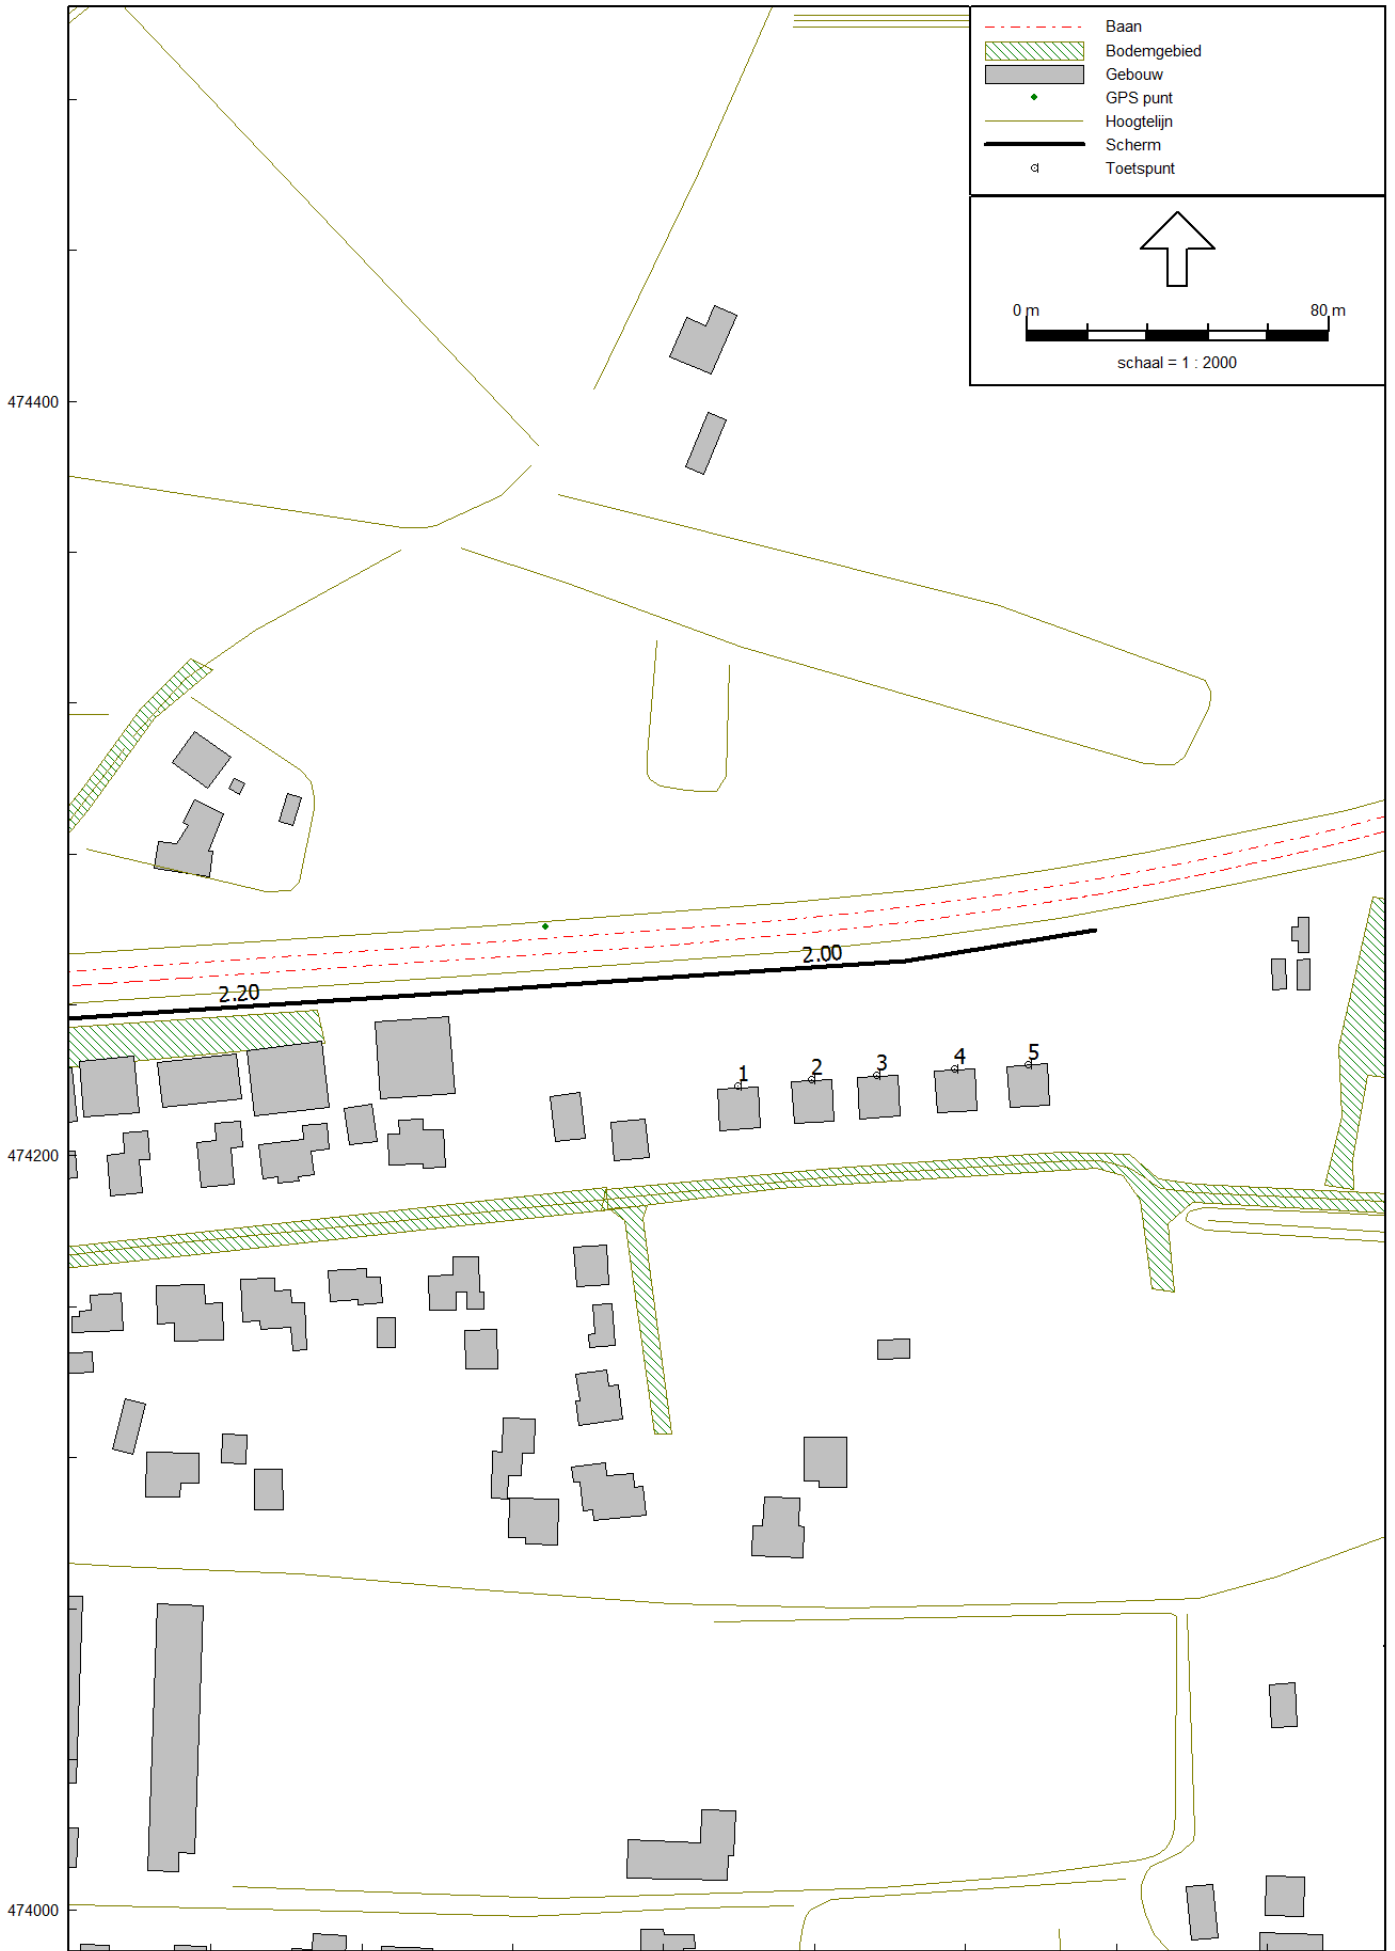 Baan
Bodemgebied
Gebouw
GPS punt
Hoogtelijn
Scherm
Toetspunt
0 m 80 m
schaal = 1 : 2000
474400
2.00
2.20
1 2 3 4 5
474200
474000